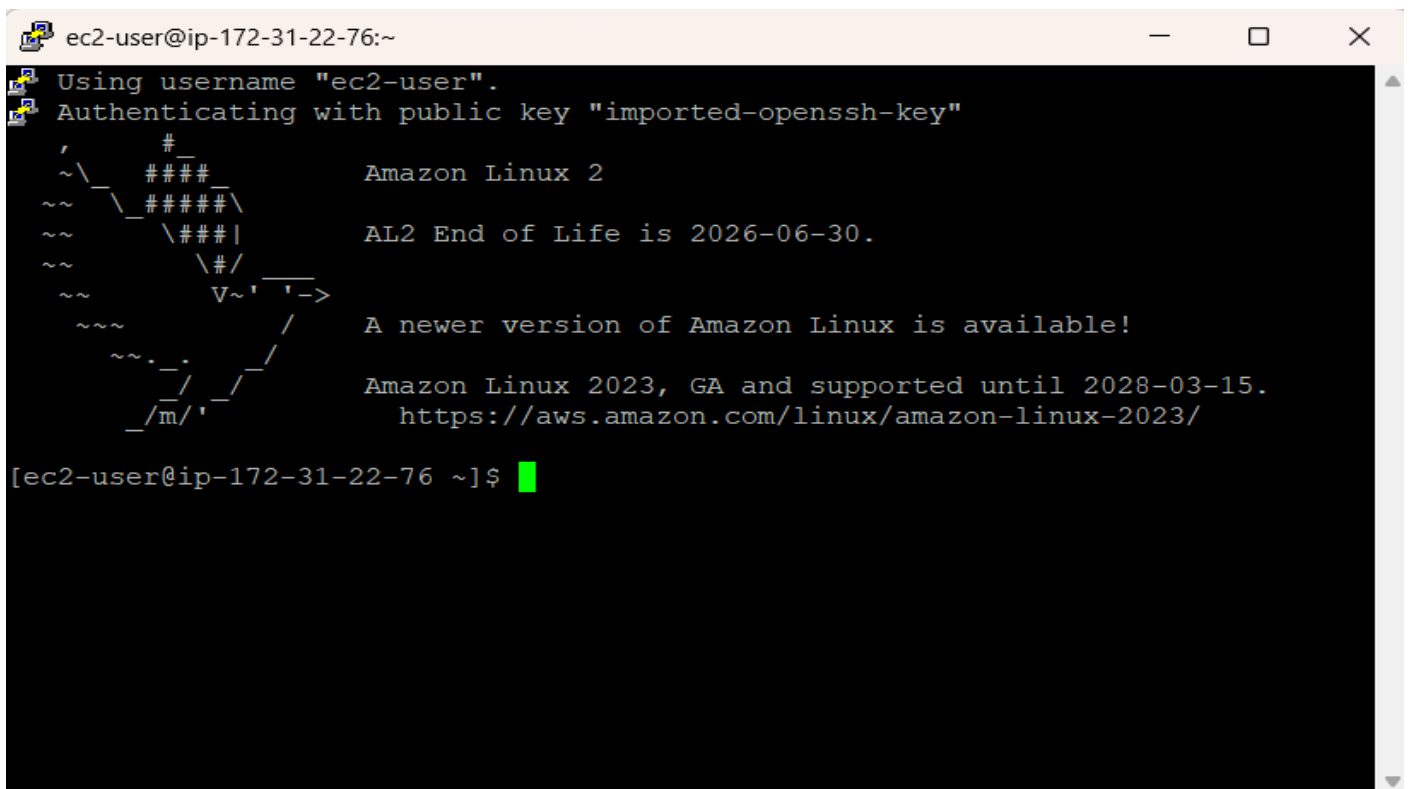 ec2-user@ip-172-31-22-76:~
Using username "ec2-user".
Authenticating with public key "imported-openssh-key"
   ,     #_
   ~\_  ####_        Amazon Linux 2
  ~~  \_#####\
  ~~     \###|       AL2 End of Life is 2026-06-30.
  ~~       \#/ ___
   ~~       V~' '->
    ~~~         /    A newer version of Amazon Linux is available!
      ~~._.   _/
         _/ _/       Amazon Linux 2023, GA and supported until 2028-03-15.
       _/m/'           https://aws.amazon.com/linux/amazon-linux-2023/
[ec2-user@ip-172-31-22-76 ~]$